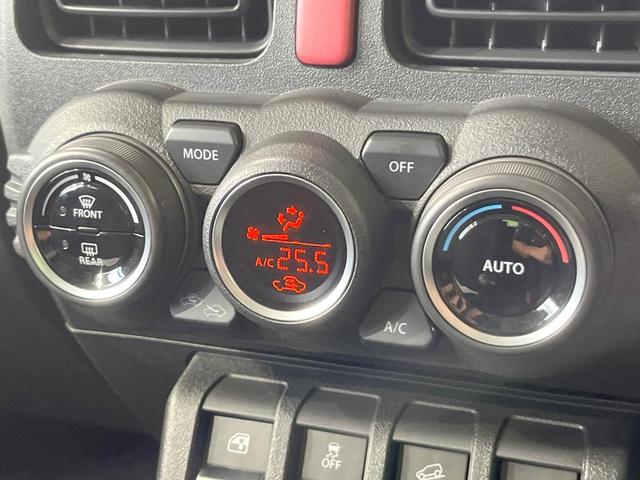 MODE
OFF
FRONT
REAR
A/C 25.5
AUTO
A/C
OFF